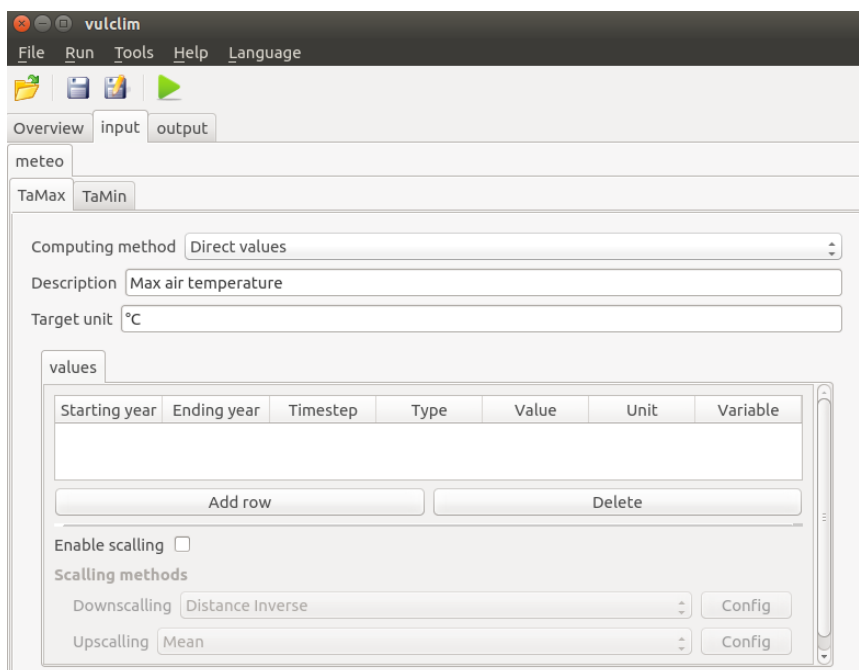 vulclim
File Run Tools Help Language
Overview input output
meteo
TaMax TaMin
Computing method Direct values
Description Max air temperature
Target unit °C
values
Starting year Ending year Timestep Type Value Unit Variable
Add row Delete
Enable scalling
Scalling methods
Downscalling Distance Inverse Config
Upscalling Mean Config